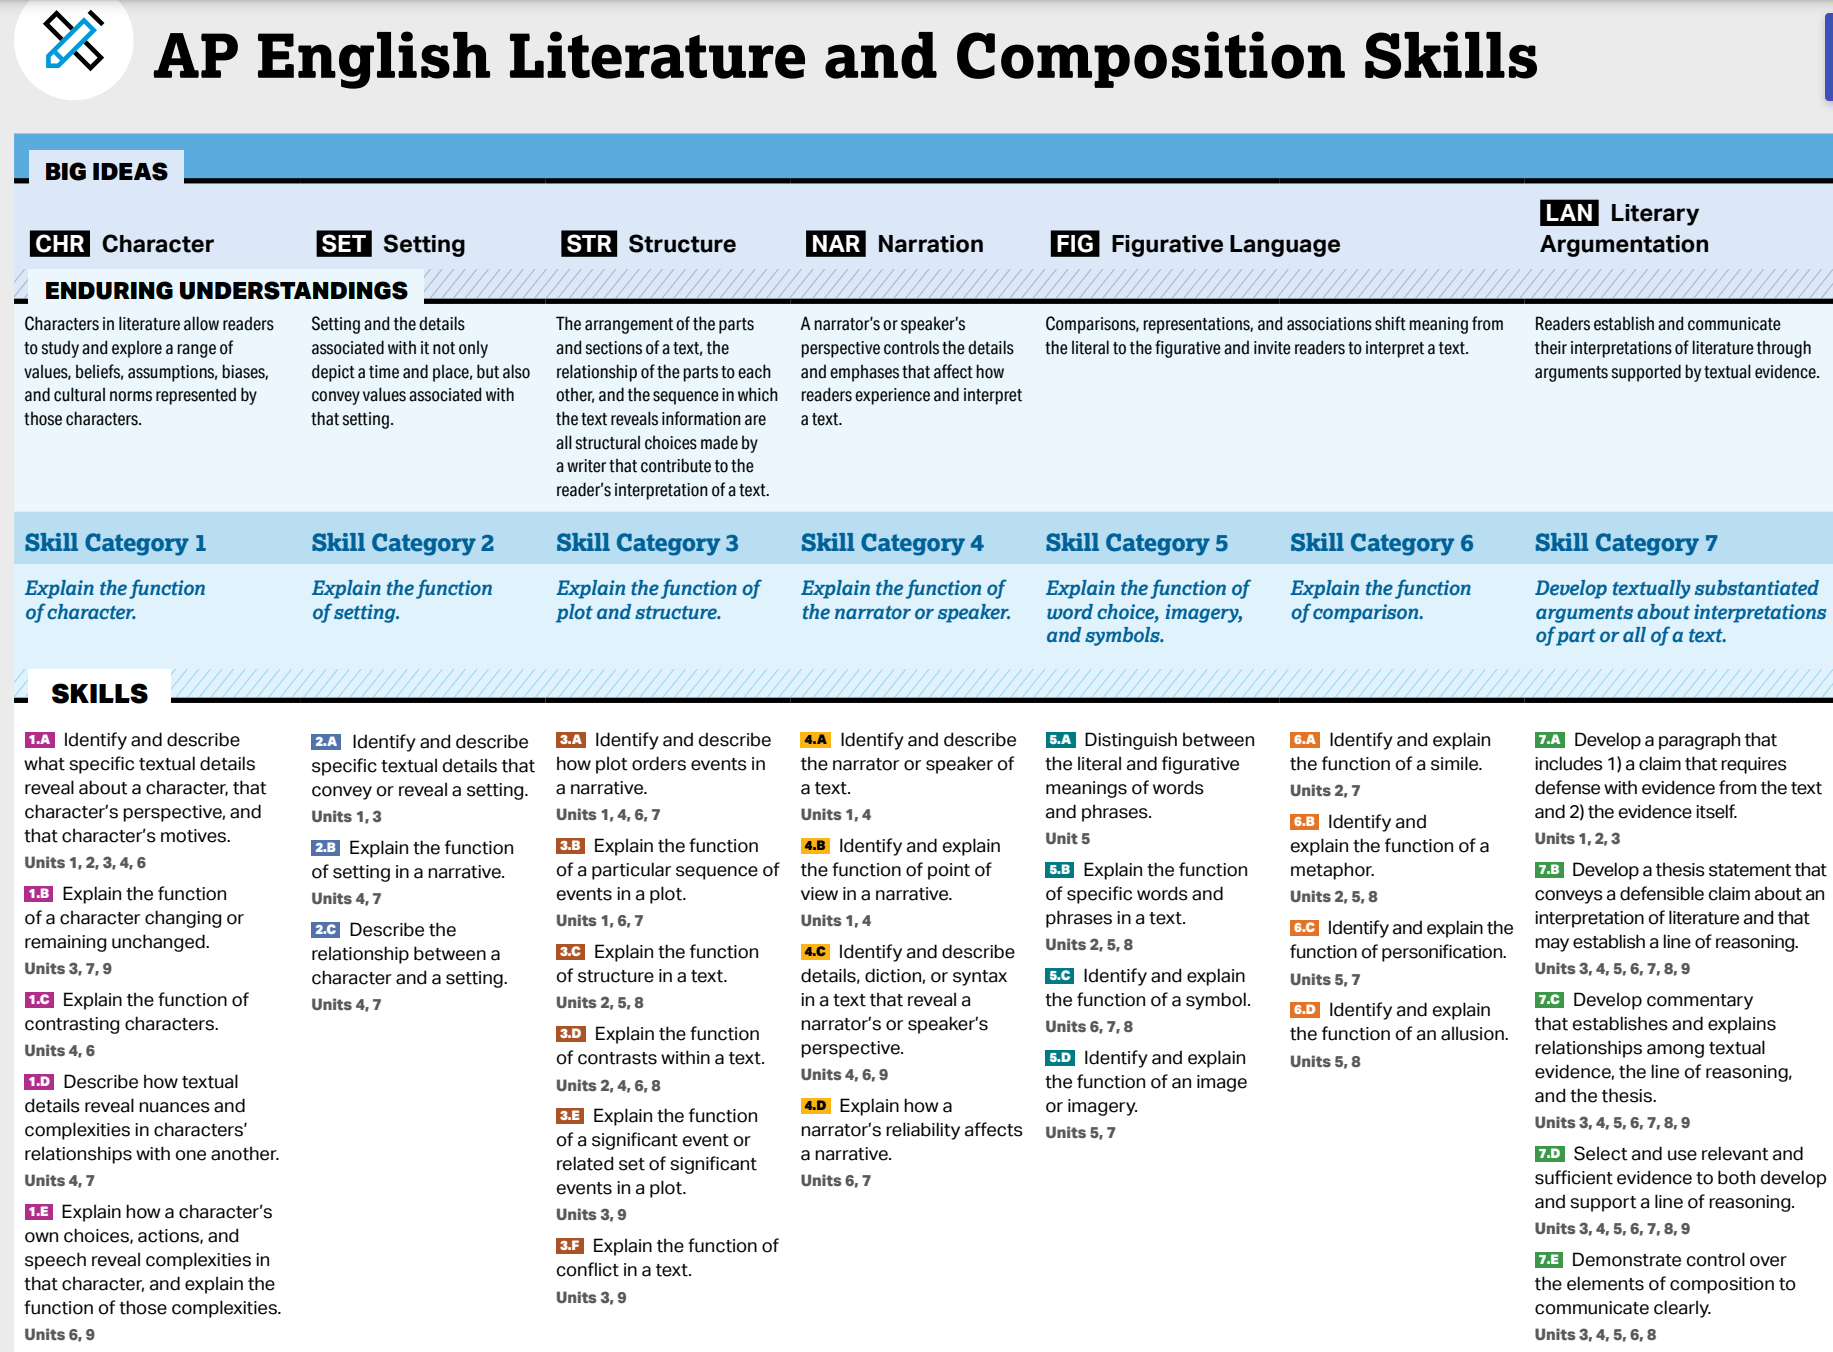 AP English Literature and Composition Skills
BIG IDEAS
CHR Character
SET Setting
STR Structure
NAR Narration
FIG Figurative Language
LAN Literary
Argumentation
ENDURING UNDERSTANDINGS
Characters in literature allow readers
to study and explore a range of
values, beliefs, assumptions, biases,
and cultural norms represented by
those characters.
Setting and the details
associated with it not only
depict a time and place, but also
convey values associated with
that setting.
The arrangement of the parts
and sections of a text, the
relationship of the parts to each
other, and the sequence in which
the text reveals information are
all structural choices made by
a writer that contribute to the
reader's interpretation of a text.
A narrator's or speaker's
perspective controls the details
and emphases that affect how
readers experience and interpret
a text.
Comparisons, representations, and associations shift meaning from
the literal to the figurative and invite readers to interpret a text.
Readers establish and communicate
their interpretations of literature through
arguments supported by textual evidence.
Skill Category 1
Explain the function
of character.
Skill Category 2
Explain the function
of setting.
Skill Category 3
Explain the function of
plot and structure.
Skill Category 4
Explain the function of
the narrator or speaker.
Skill Category 5
Explain the function of
word choice, imagery,
and symbols.
Skill Category 6
Explain the function
of comparison.
Skill Category 7
Develop textually substantiated
arguments about interpretations
of part or all of a text.
SKILLS
1.A Identify and describe
what specific textual details
reveal about a character, that
character's perspective, and
that character's motives.
Units 1, 2, 3, 4, 6
1.B Explain the function
of a character changing or
remaining unchanged.
Units 3, 7, 9
1.C Explain the function of
contrasting characters.
Units 4, 6
1.D Describe how textual
details reveal nuances and
complexities in characters'
relationships with one another.
Units 4, 7
1.E Explain how a character's
own choices, actions, and
speech reveal complexities in
that character, and explain the
function of those complexities.
Units 6, 9
2.A Identify and describe
specific textual details that
convey or reveal a setting.
Units 1, 3
2.B Explain the function
of setting in a narrative.
Units 4, 7
2.C Describe the
relationship between a
character and a setting.
Units 4, 7
3.A Identify and describe
how plot orders events in
a narrative.
Units 1, 4, 6, 7
3.B Explain the function
of a particular sequence of
events in a plot.
Units 1, 6, 7
3.C Explain the function
of structure in a text.
Units 2, 5, 8
3.D Explain the function
of contrasts within a text.
Units 2, 4, 6, 8
3.E Explain the function
of a significant event or
related set of significant
events in a plot.
Units 3, 9
3.F Explain the function of
conflict in a text.
Units 3, 9
4.A Identify and describe
the narrator or speaker of
a text.
Units 1, 4
4.B Identify and explain
the function of point of
view in a narrative.
Units 1, 4
4.C Identify and describe
details, diction, or syntax
in a text that reveal a
narrator's or speaker's
perspective.
Units 4, 6, 9
4.D Explain how a
narrator's reliability affects
a narrative.
Units 6, 7
5.A Distinguish between
the literal and figurative
meanings of words
and phrases.
Unit 5
5.B Explain the function
of specific words and
phrases in a text.
Units 2, 5, 8
5.C Identify and explain
the function of a symbol.
Units 6, 7, 8
5.D Identify and explain
the function of an image
or imagery.
Units 5, 7
6.A Identify and explain
the function of a simile.
Units 2, 7
6.B Identify and
explain the function of a
metaphor.
Units 2, 5, 8
6.C Identify and explain the
function of personification.
Units 5, 7
6.D Identify and explain
the function of an allusion.
Units 5, 8
7.A Develop a paragraph that
includes 1) a claim that requires
defense with evidence from the text
and 2) the evidence itself.
Units 1, 2, 3
7.B Develop a thesis statement that
conveys a defensible claim about an
interpretation of literature and that
may establish a line of reasoning.
Units 3, 4, 5, 6, 7, 8, 9
7.C Develop commentary
that establishes and explains
relationships among textual
evidence, the line of reasoning,
and the thesis.
Units 3, 4, 5, 6, 7, 8, 9
7.D Select and use relevant and
sufficient evidence to both develop
and support a line of reasoning.
Units 3, 4, 5, 6, 7, 8, 9
7.E Demonstrate control over
the elements of composition to
communicate clearly.
Units 3, 4, 5, 6, 8